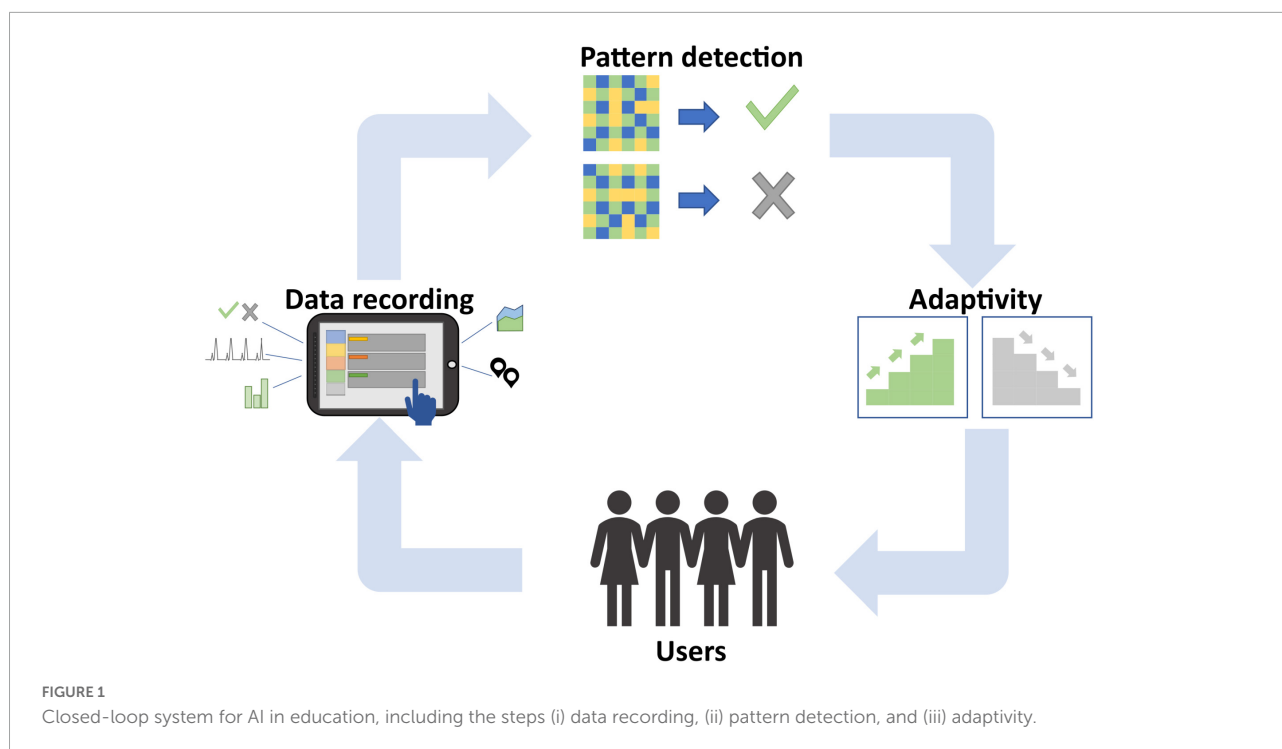 Pattern detection
Data recording
Adaptivity
Users
FIGURE 1
Closed-loop system for AI in education, including the steps (i) data recording, (ii) pattern detection, and (iii) adaptivity.